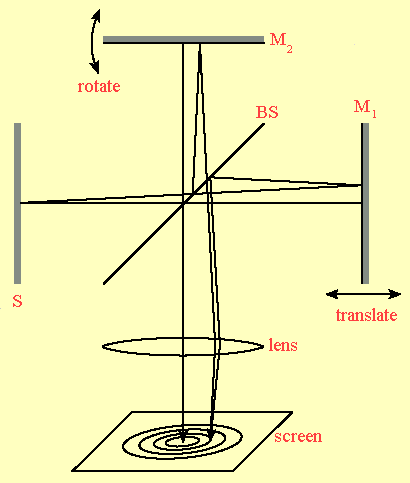 M2
rotate
BS
M1
S
translate
lens
screen